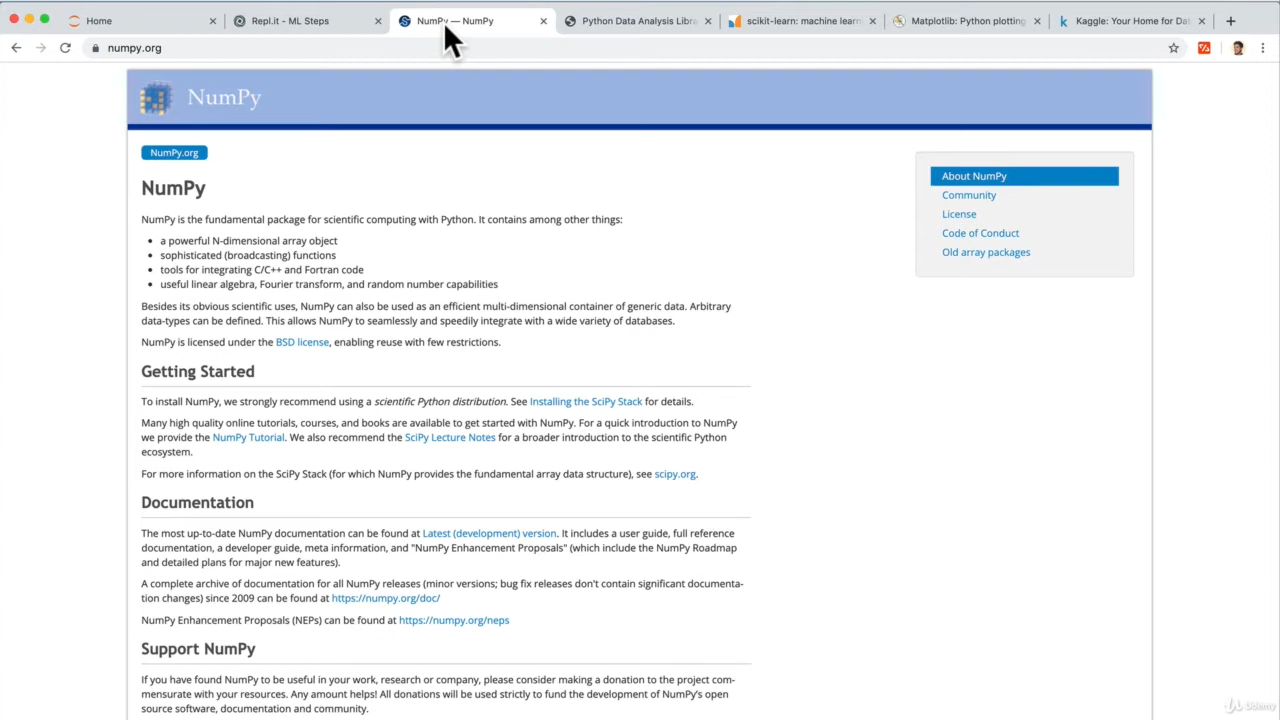 Home
Repl.it - ML Steps
NumPy — NumPy
Python Data Analysis Libra
scikit-learn: machine learni
Matplotlib: Python plotting
Kaggle: Your Home for Dat
numpy.org
NumPy
NumPy.org
NumPy
NumPy is the fundamental package for scientific computing with Python. It contains among other things:
• a powerful N-dimensional array object
• sophisticated (broadcasting) functions
• tools for integrating C/C++ and Fortran code
• useful linear algebra, Fourier transform, and random number capabilities
Besides its obvious scientific uses, NumPy can also be used as an efficient multi-dimensional container of generic data. Arbitrary
data-types can be defined. This allows NumPy to seamlessly and speedily integrate with a wide variety of databases.
NumPy is licensed under the BSD license, enabling reuse with few restrictions.
Getting Started
To install NumPy, we strongly recommend using a scientific Python distribution. See Installing the SciPy Stack for details.
Many high quality online tutorials, courses, and books are available to get started with NumPy. For a quick introduction to NumPy
we provide the NumPy Tutorial. We also recommend the SciPy Lecture Notes for a broader introduction to the scientific Python
ecosystem.
For more information on the SciPy Stack (for which NumPy provides the fundamental array data structure), see scipy.org.
Documentation
The most up-to-date NumPy documentation can be found at Latest (development) version. It includes a user guide, full reference
documentation, a developer guide, meta information, and "NumPy Enhancement Proposals" (which include the NumPy Roadmap
and detailed plans for major new features).
A complete archive of documentation for all NumPy releases (minor versions; bug fix releases don't contain significant documenta-
tion changes) since 2009 can be found at https://numpy.org/doc/
NumPy Enhancement Proposals (NEPs) can be found at https://numpy.org/neps
Support NumPy
If you have found NumPy to be useful in your work, research or company, please consider making a donation to the project com-
mensurate with your resources. Any amount helps! All donations will be used strictly to fund the development of NumPy's open
source software, documentation and community.
About NumPy
Community
License
Code of Conduct
Old array packages
Udemy